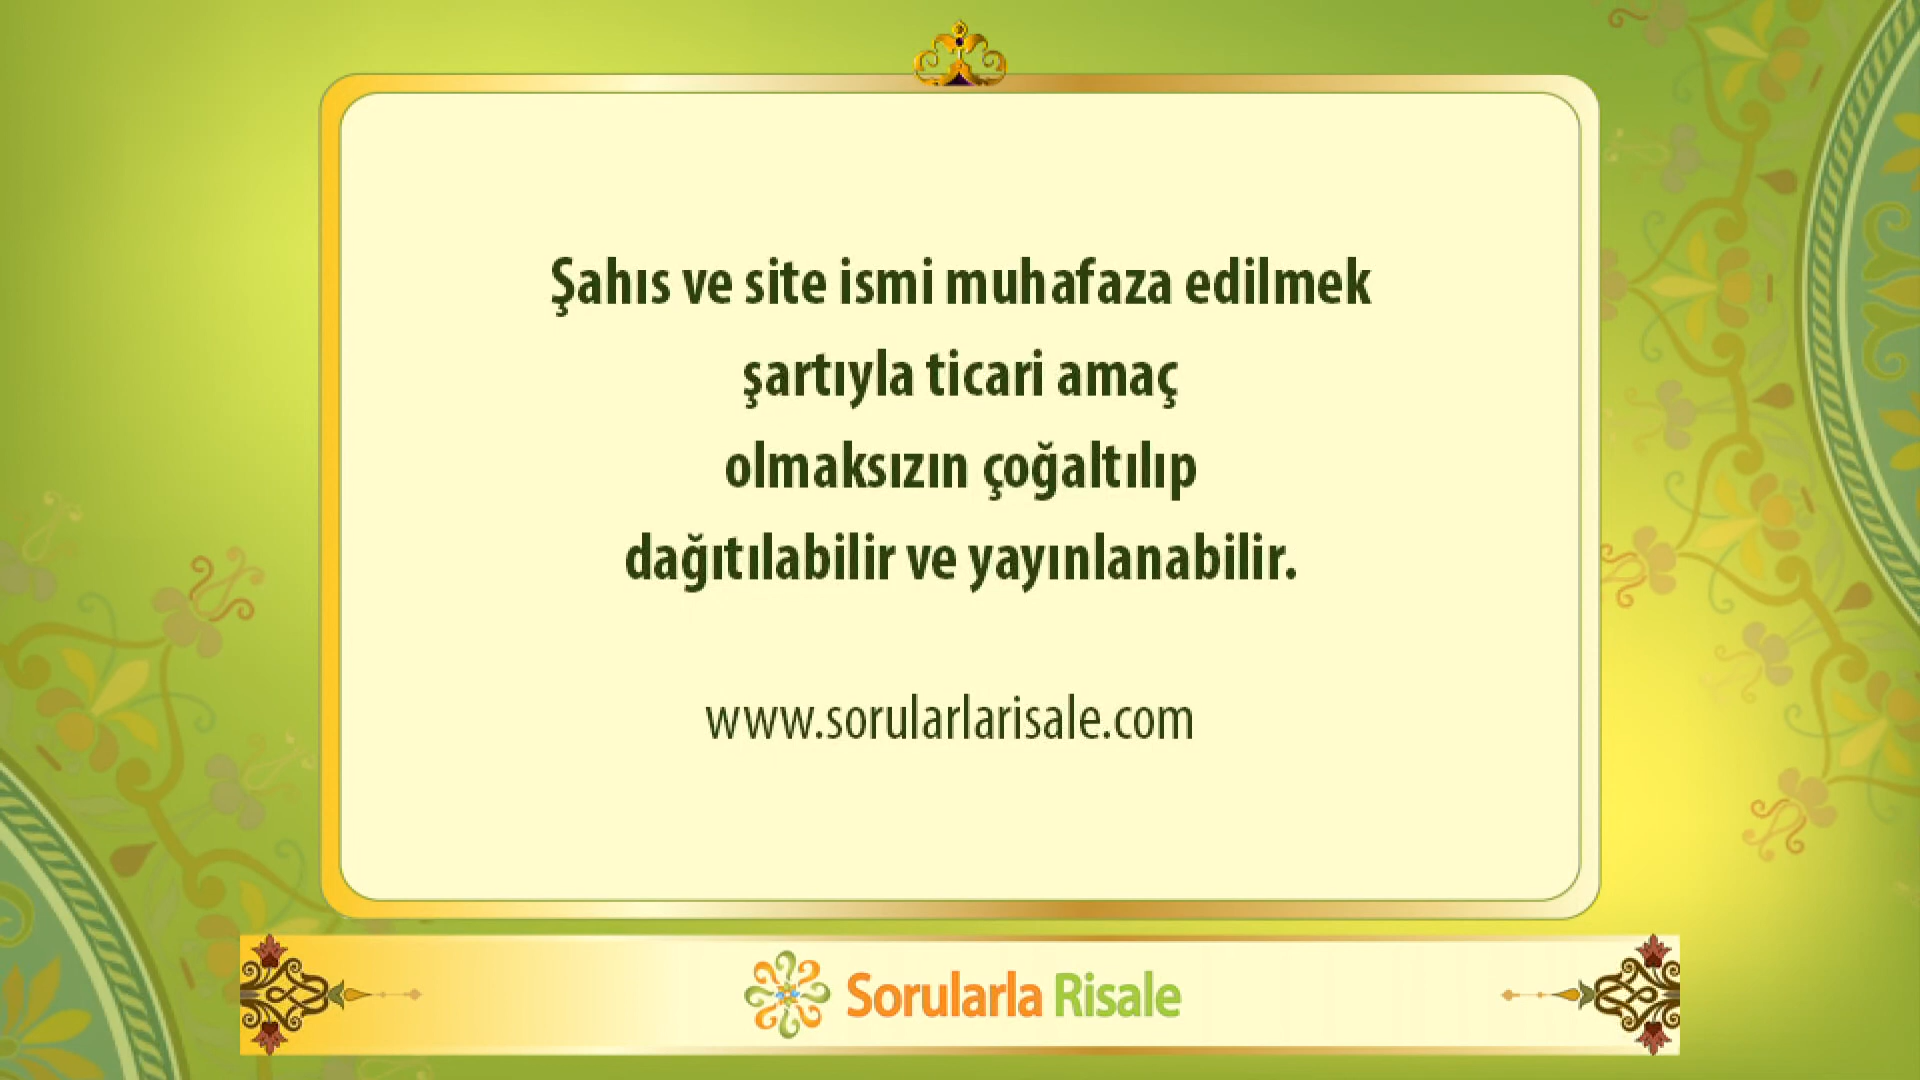 Şahıs ve site ismi muhafaza edilmek
şartıyla ticari amaç
olmaksızın çoğaltılıp
dağıtılabilir ve yayınlanabilir.
www.sorularlarisale.com
Sorularla Risale